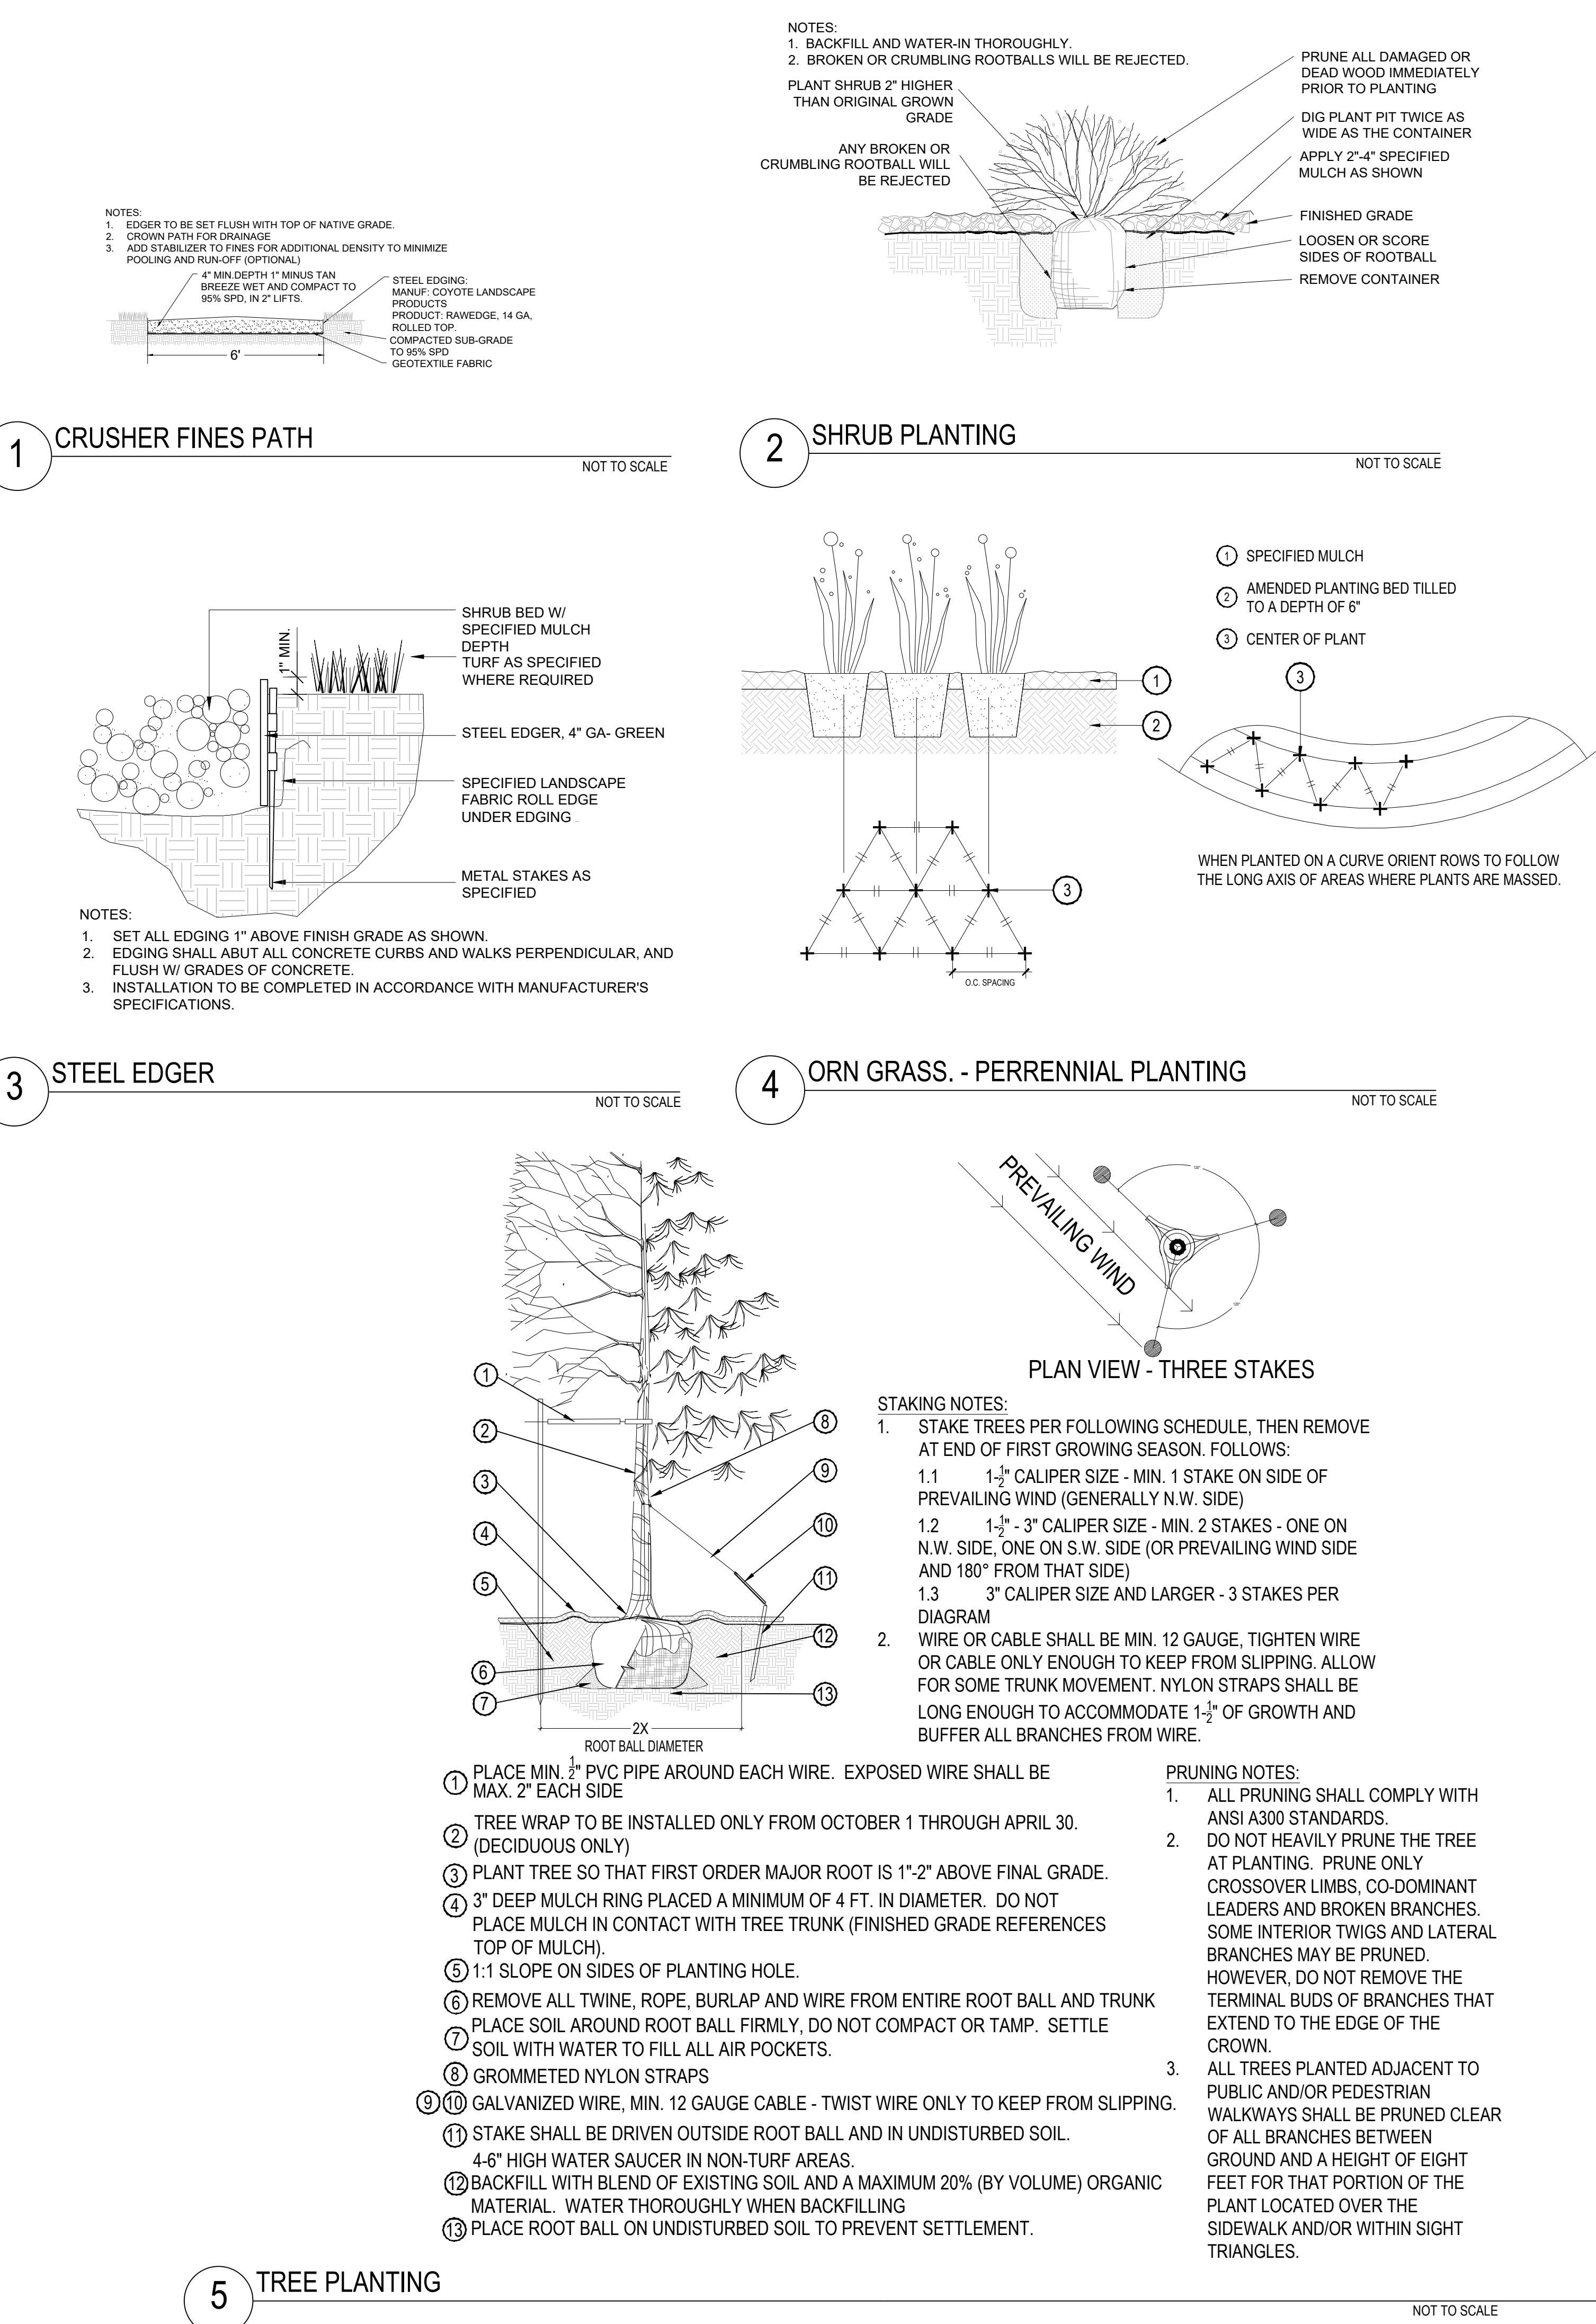 NOTES:
1. EDGER TO BE SET FLUSH WITH TOP OF NATIVE GRADE.
2. CROWN PATH FOR DRAINAGE
3. ADD STABILIZER TO FINES FOR ADDITIONAL DENSITY TO MINIMIZE
POOLING AND RUN-OFF (OPTIONAL)
4" MIN.DEPTH 1" MINUS TAN
BREEZE WET AND COMPACT TO
95% SPD, IN 2" LIFTS.
STEEL EDGING:
MANUF: COYOTE LANDSCAPE
PRODUCTS
PRODUCT: RAWEDGE, 14 GA,
ROLLED TOP.
COMPACTED SUB-GRADE
TO 95% SPD
GEOTEXTILE FABRIC
6'
1
CRUSHER FINES PATH
NOT TO SCALE
NOTES:
1. BACKFILL AND WATER-IN THOROUGHLY.
2. BROKEN OR CRUMBLING ROOTBALLS WILL BE REJECTED.
PLANT SHRUB 2" HIGHER
THAN ORIGINAL GROWN
GRADE
ANY BROKEN OR
CRUMBLING ROOTBALL WILL
BE REJECTED
PRUNE ALL DAMAGED OR
DEAD WOOD IMMEDIATELY
PRIOR TO PLANTING
DIG PLANT PIT TWICE AS
WIDE AS THE CONTAINER
APPLY 2"-4" SPECIFIED
MULCH AS SHOWN
FINISHED GRADE
LOOSEN OR SCORE
SIDES OF ROOTBALL
REMOVE CONTAINER
2
SHRUB PLANTING
NOT TO SCALE
1" MIN.
SHRUB BED W/
SPECIFIED MULCH
DEPTH
TURF AS SPECIFIED
WHERE REQUIRED
STEEL EDGER, 4" GA- GREEN
SPECIFIED LANDSCAPE
FABRIC ROLL EDGE
UNDER EDGING
METAL STAKES AS
SPECIFIED
NOTES:
1. SET ALL EDGING 1" ABOVE FINISH GRADE AS SHOWN.
2. EDGING SHALL ABUT ALL CONCRETE CURBS AND WALKS PERPENDICULAR, AND
FLUSH W/ GRADES OF CONCRETE.
3. INSTALLATION TO BE COMPLETED IN ACCORDANCE WITH MANUFACTURER'S
SPECIFICATIONS.
3
STEEL EDGER
NOT TO SCALE
1 SPECIFIED MULCH
2 AMENDED PLANTING BED TILLED
TO A DEPTH OF 6"
3 CENTER OF PLANT
1
2
3
3
O.C. SPACING
WHEN PLANTED ON A CURVE ORIENT ROWS TO FOLLOW
THE LONG AXIS OF AREAS WHERE PLANTS ARE MASSED.
4
ORN GRASS. - PERRENNIAL PLANTING
NOT TO SCALE
1
2
3
4
5
6
7
8
9
10
11
12
13
2X
ROOT BALL DIAMETER
PREVAILING WIND
120°
120°
PLAN VIEW - THREE STAKES
STAKING NOTES:
1. STAKE TREES PER FOLLOWING SCHEDULE, THEN REMOVE
AT END OF FIRST GROWING SEASON. FOLLOWS:
1.1 1-1/2" CALIPER SIZE - MIN. 1 STAKE ON SIDE OF
PREVAILING WIND (GENERALLY N.W. SIDE)
1.2 1-1/2" - 3" CALIPER SIZE - MIN. 2 STAKES - ONE ON
N.W. SIDE, ONE ON S.W. SIDE (OR PREVAILING WIND SIDE
AND 180° FROM THAT SIDE)
1.3 3" CALIPER SIZE AND LARGER - 3 STAKES PER
DIAGRAM
2. WIRE OR CABLE SHALL BE MIN. 12 GAUGE, TIGHTEN WIRE
OR CABLE ONLY ENOUGH TO KEEP FROM SLIPPING. ALLOW
FOR SOME TRUNK MOVEMENT. NYLON STRAPS SHALL BE
LONG ENOUGH TO ACCOMMODATE 1-1/2" OF GROWTH AND
BUFFER ALL BRANCHES FROM WIRE.
1 PLACE MIN. 1/2" PVC PIPE AROUND EACH WIRE. EXPOSED WIRE SHALL BE
MAX. 2" EACH SIDE
2 TREE WRAP TO BE INSTALLED ONLY FROM OCTOBER 1 THROUGH APRIL 30.
(DECIDUOUS ONLY)
3 PLANT TREE SO THAT FIRST ORDER MAJOR ROOT IS 1"-2" ABOVE FINAL GRADE.
4 3" DEEP MULCH RING PLACED A MINIMUM OF 4 FT. IN DIAMETER. DO NOT
PLACE MULCH IN CONTACT WITH TREE TRUNK (FINISHED GRADE REFERENCES
TOP OF MULCH).
5 1:1 SLOPE ON SIDES OF PLANTING HOLE.
6 REMOVE ALL TWINE, ROPE, BURLAP AND WIRE FROM ENTIRE ROOT BALL AND TRUNK
7 PLACE SOIL AROUND ROOT BALL FIRMLY, DO NOT COMPACT OR TAMP. SETTLE
SOIL WITH WATER TO FILL ALL AIR POCKETS.
8 GROMMETED NYLON STRAPS
9 10 GALVANIZED WIRE, MIN. 12 GAUGE CABLE - TWIST WIRE ONLY TO KEEP FROM SLIPPING.
11 STAKE SHALL BE DRIVEN OUTSIDE ROOT BALL AND IN UNDISTURBED SOIL.
4-6" HIGH WATER SAUCER IN NON-TURF AREAS.
12 BACKFILL WITH BLEND OF EXISTING SOIL AND A MAXIMUM 20% (BY VOLUME) ORGANIC
MATERIAL. WATER THOROUGHLY WHEN BACKFILLING
13 PLACE ROOT BALL ON UNDISTURBED SOIL TO PREVENT SETTLEMENT.
PRUNING NOTES:
1. ALL PRUNING SHALL COMPLY WITH
ANSI A300 STANDARDS.
2. DO NOT HEAVILY PRUNE THE TREE
AT PLANTING. PRUNE ONLY
CROSSOVER LIMBS, CO-DOMINANT
LEADERS AND BROKEN BRANCHES.
SOME INTERIOR TWIGS AND LATERAL
BRANCHES MAY BE PRUNED.
HOWEVER, DO NOT REMOVE THE
TERMINAL BUDS OF BRANCHES THAT
EXTEND TO THE EDGE OF THE
CROWN.
3. ALL TREES PLANTED ADJACENT TO
PUBLIC AND/OR PEDESTRIAN
WALKWAYS SHALL BE PRUNED CLEAR
OF ALL BRANCHES BETWEEN
GROUND AND A HEIGHT OF EIGHT
FEET FOR THAT PORTION OF THE
PLANT LOCATED OVER THE
SIDEWALK AND/OR WITHIN SIGHT
TRIANGLES.
5
TREE PLANTING
NOT TO SCALE